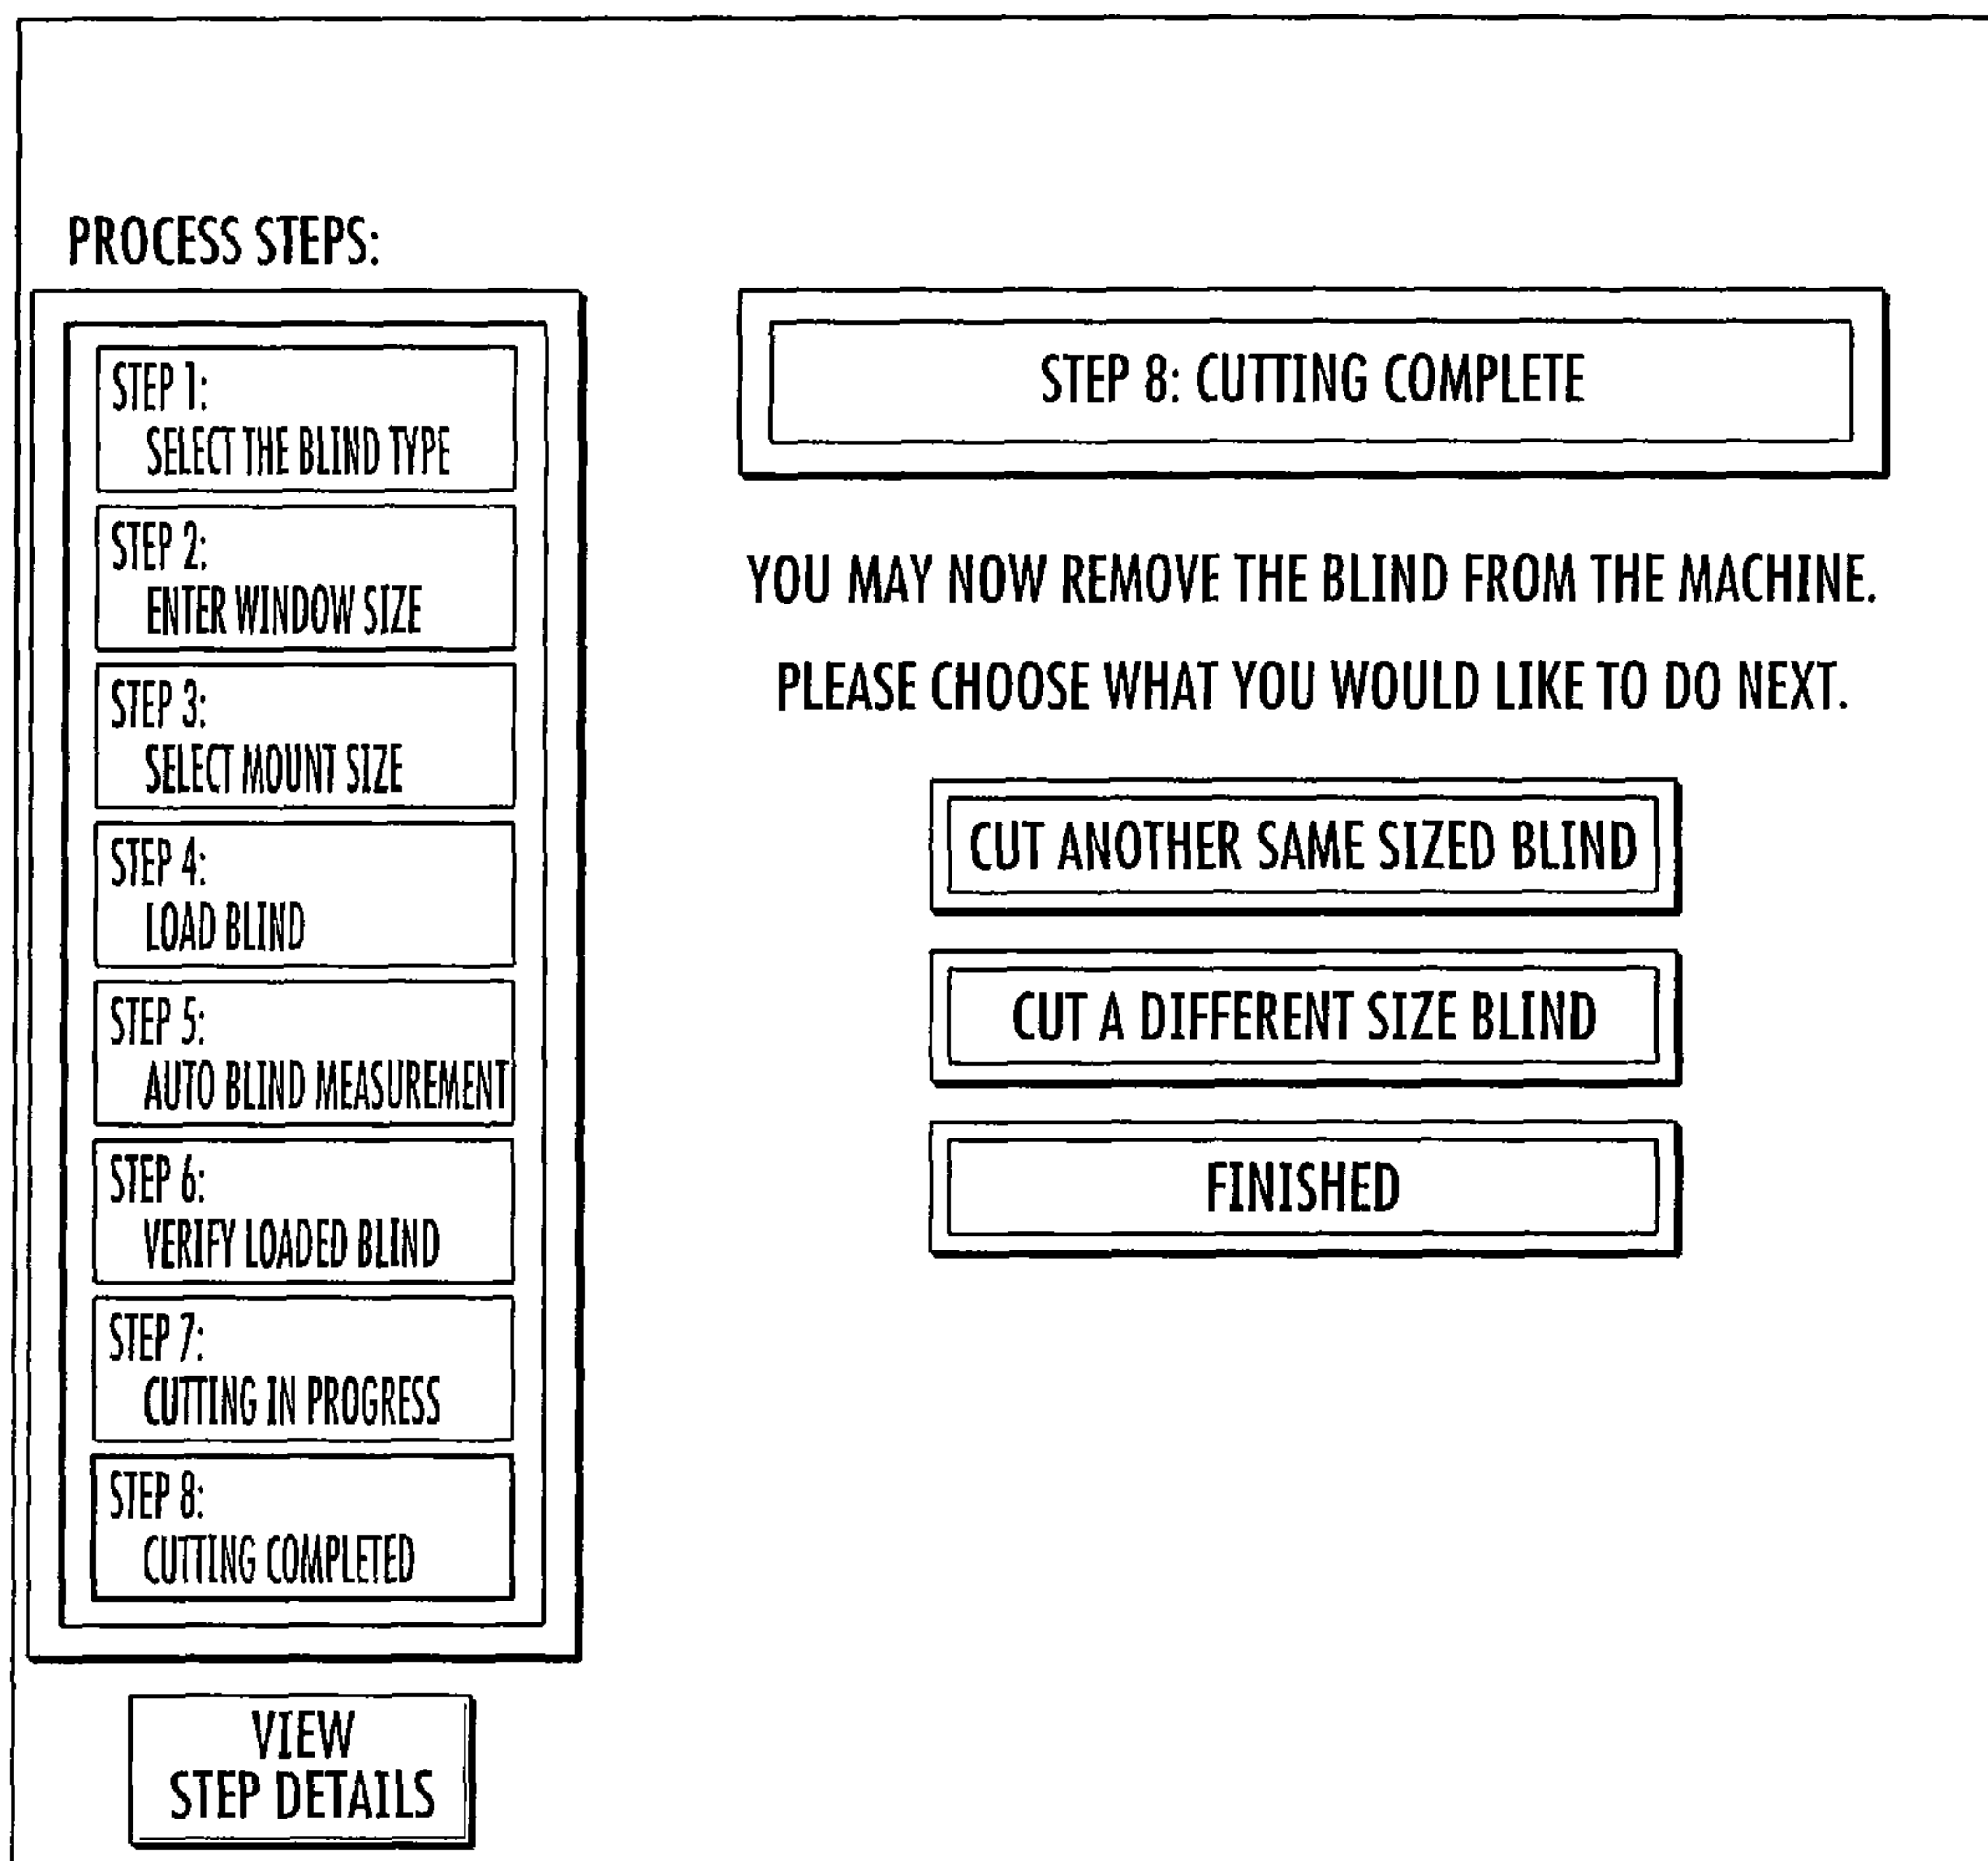 PROCESS STEPS:
STEP 1:
SELECT THE BLIND TYPE
STEP 2:
ENTER WINDOW SIZE
STEP 3:
SELECT MOUNT SIZE
STEP 4:
LOAD BLIND
STEP 5:
AUTO BLIND MEASUREMENT
STEP 6:
VERIFY LOADED BLIND
STEP 7:
CUTTING IN PROGRESS
STEP 8:
CUTTING COMPLETED
VIEW
STEP DETAILS
STEP 8: CUTTING COMPLETE
YOU MAY NOW REMOVE THE BLIND FROM THE MACHINE.
PLEASE CHOOSE WHAT YOU WOULD LIKE TO DO NEXT.
CUT ANOTHER SAME SIZED BLIND
CUT A DIFFERENT SIZE BLIND
FINISHED